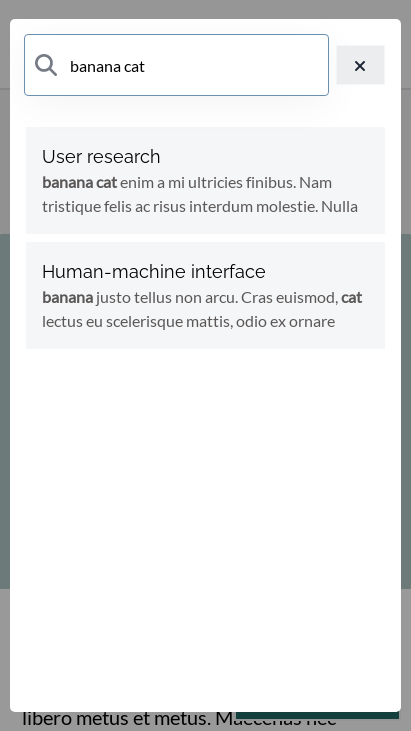 banana cat
User research
banana cat enim a mi ultricies finibus. Nam
tristique felis ac risus interdum molestie. Nulla
Human-machine interface
banana justo tellus non arcu. Cras euismod, cat
lectus eu scelerisque mattis, odio ex ornare
libero metus et metus. Maecenas nec